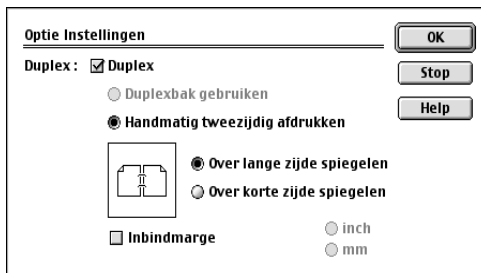 Optie Instellingen
OK
Duplex : Duplex
Stop
Duplexbak gebruiken
Help
Handmatig tweezijdig afdrukken
Over lange zijde spiegelen
Over korte zijde spiegelen
Inbindmarge
inch
mm